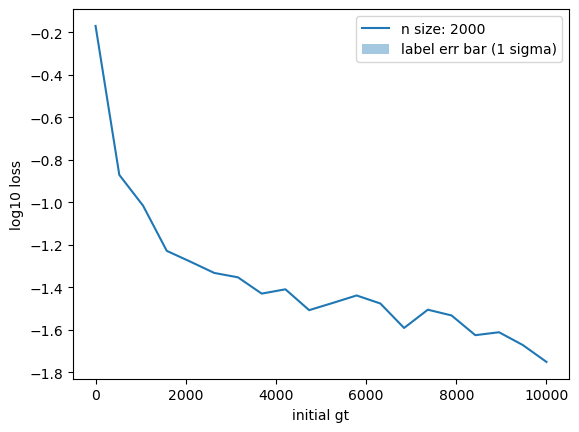 n size: 2000
label err bar (1 sigma)
log10 loss
−0.2
−0.4
−0.6
−0.8
−1.0
−1.2
−1.4
−1.6
−1.8
0 2000 4000 6000 8000 10000
initial gt